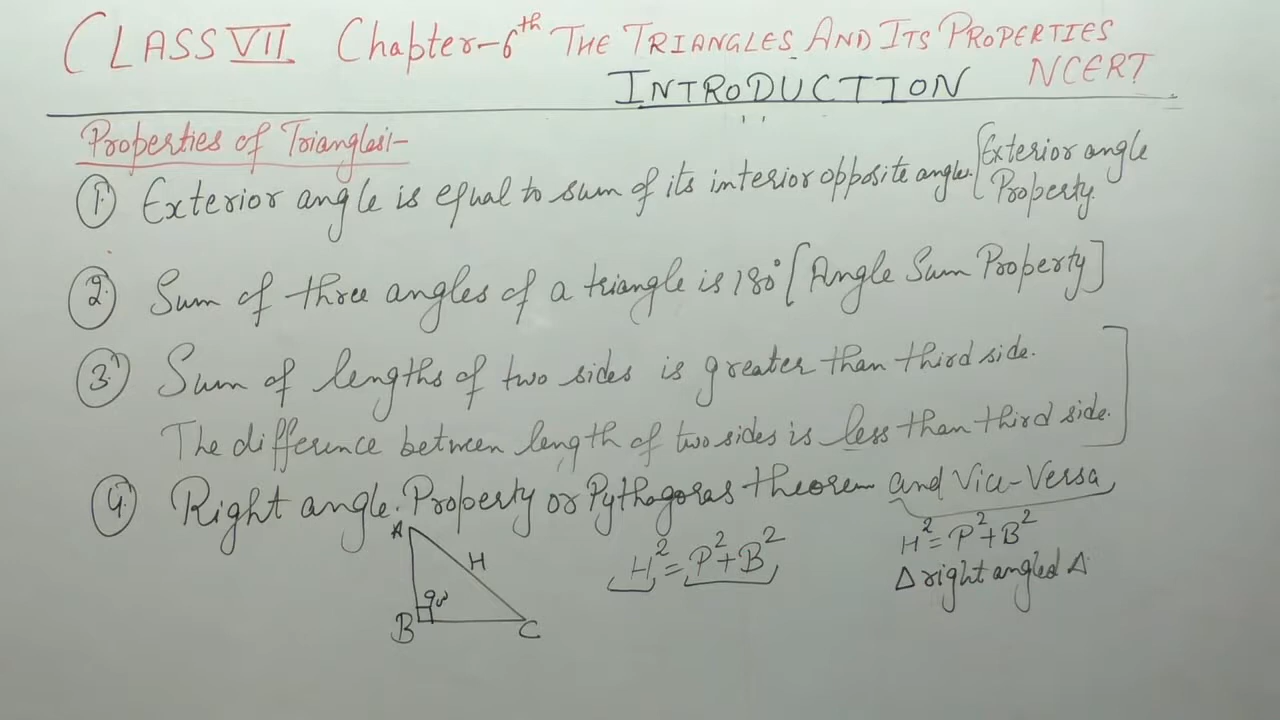 CLASS VII Chapter-6th THE TRIANGLES AND ITS PROPERTIES
INTRODUCTION NCERT
Properties of Triangles:-
① Exterior angle is equal to sum of its interior opposite angle. [Exterior angle
Property.
② Sum of three angles of a triangle is 180° [Angle Sum Property]
③ Sum of lengths of two sides is greater than third side.
The difference between length of two sides is less than third side.
④ Right angle. Property or Pythagoras theorem and Vice-Versa
A
H
H² = P² + B²
H² = P² + B²
∆ right angled ∆
90°
B
C